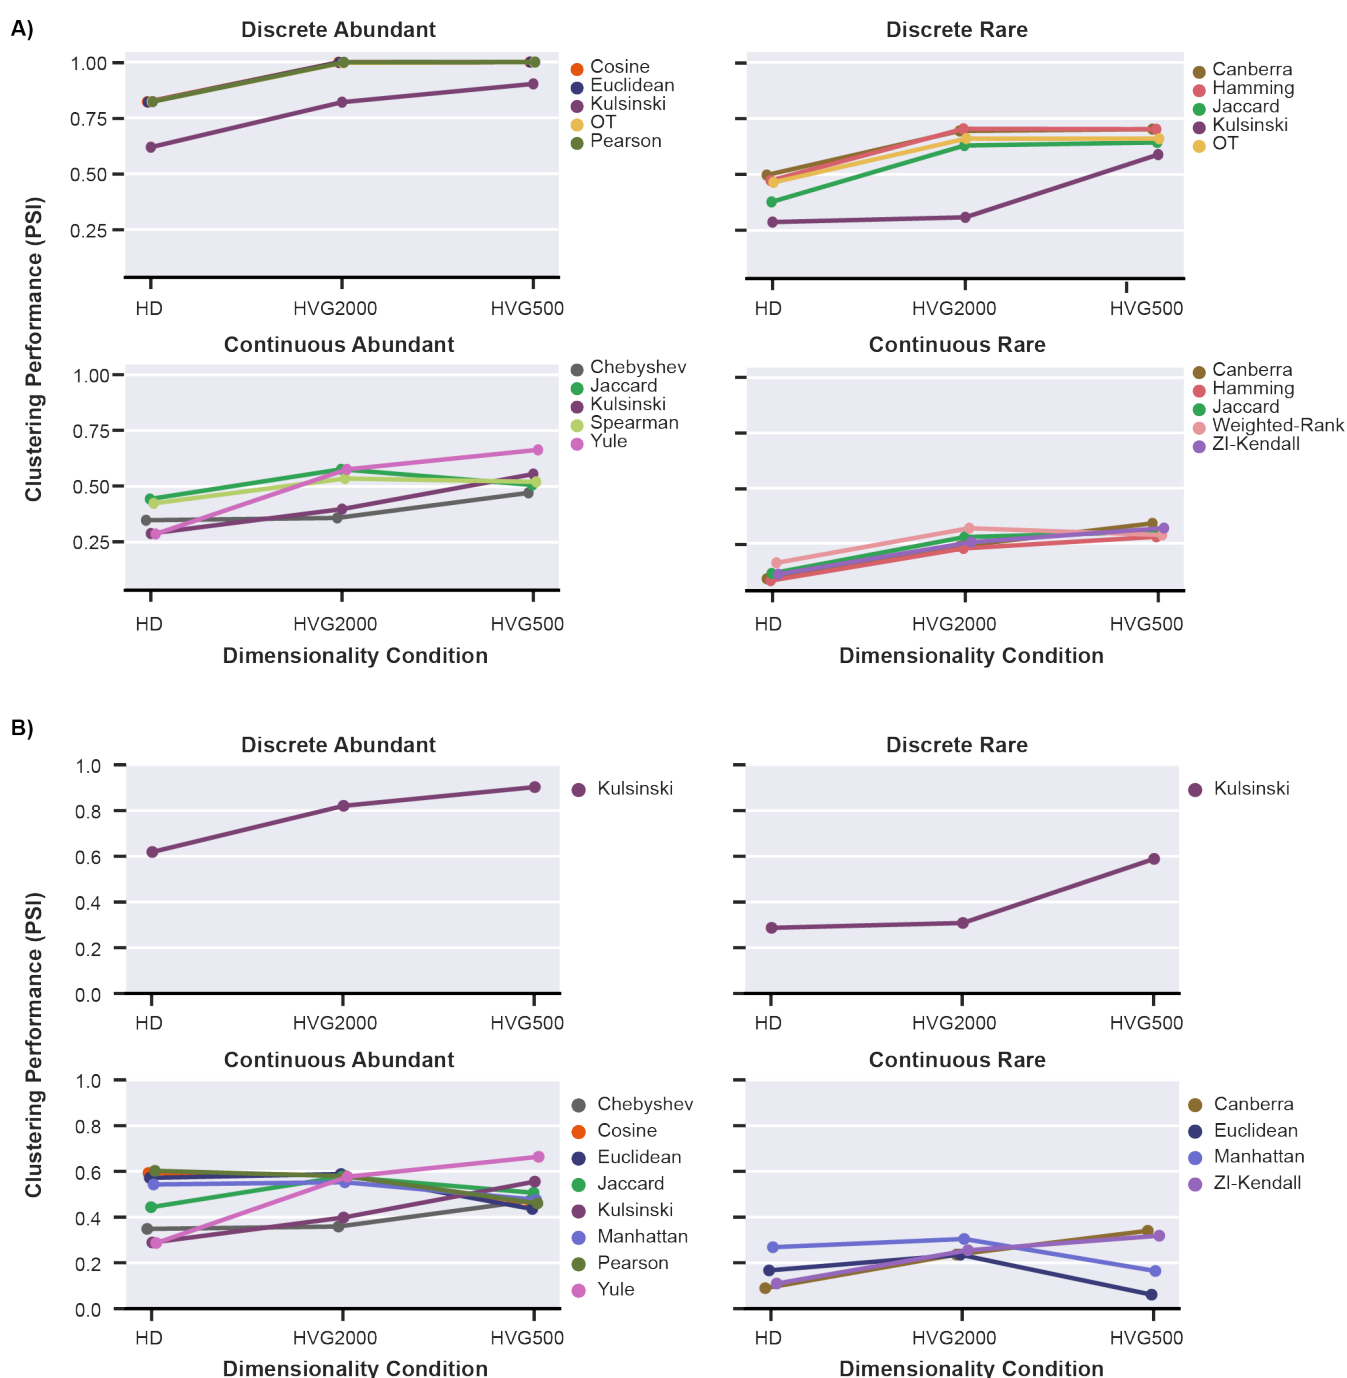 A)
Discrete Abundant
Discrete Rare
Clustering Performance (PSI)
1.00
0.75
0.50
0.25
HD HVG2000 HVG500
Cosine
Euclidean
Kulsinski
OT
Pearson
HD HVG2000 HVG500
Canberra
Hamming
Jaccard
Kulsinski
OT
Continuous Abundant
Continuous Rare
1.00
0.75
0.50
0.25
HD HVG2000 HVG500
Dimensionality Condition
Chebyshev
Jaccard
Kulsinski
Spearman
Yule
HD HVG2000 HVG500
Dimensionality Condition
Canberra
Hamming
Jaccard
Weighted-Rank
ZI-Kendall
B)
Discrete Abundant
Discrete Rare
Clustering Performance (PSI)
1.0
0.8
0.6
0.4
0.2
0.0
HD HVG2000 HVG500
Kulsinski
HD HVG2000 HVG500
Kulsinski
Continuous Abundant
Continuous Rare
1.0
0.8
0.6
0.4
0.2
0.0
HD HVG2000 HVG500
Dimensionality Condition
Chebyshev
Cosine
Euclidean
Jaccard
Kulsinski
Manhattan
Pearson
Yule
HD HVG2000 HVG500
Dimensionality Condition
Canberra
Euclidean
Manhattan
ZI-Kendall